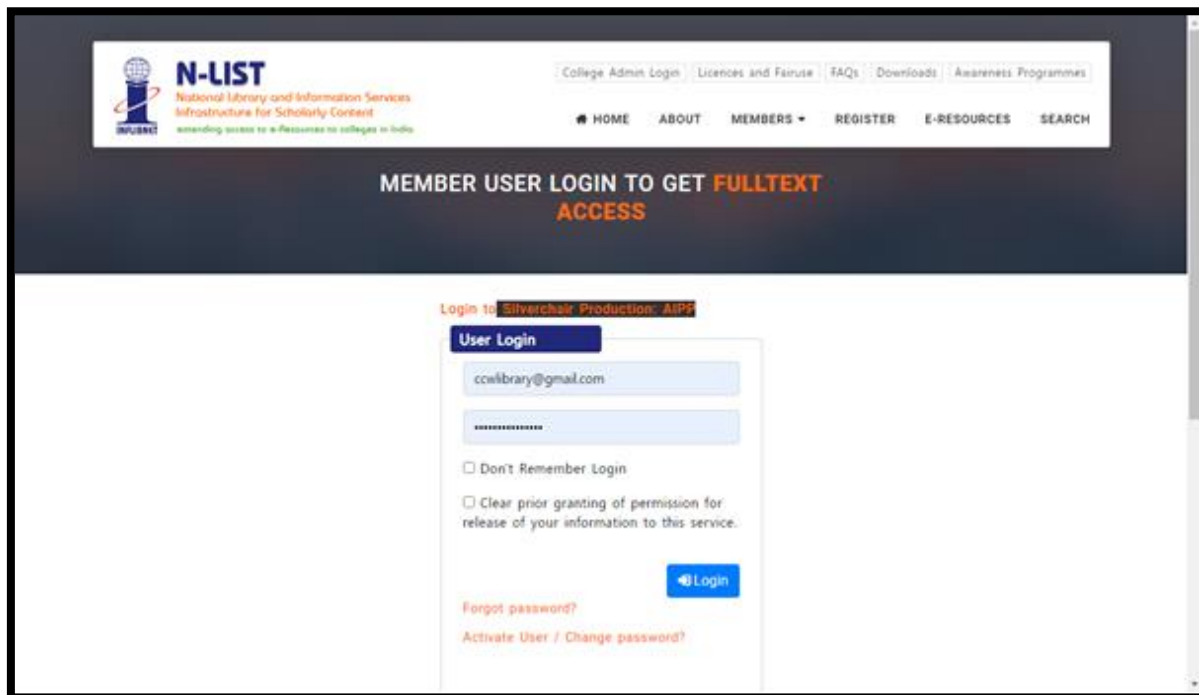 N-LIST
National Library and Information Services
Infrastructure for Scholarly Content
extending access to e-Resources to colleges in India
INFLIBNET
College Admin Login
Licences and Fairuse
FAQs
Downloads
Awareness Programmes
HOME
ABOUT
MEMBERS
REGISTER
E-RESOURCES
SEARCH
MEMBER USER LOGIN TO GET FULLTEXT
ACCESS
Login to Silverchair Production: AIPP
User Login
ccwlibrary@gmail.com
•••••••••••••••
Don't Remember Login
Clear prior granting of permission for
release of your information to this service.
Login
Forgot password?
Activate User / Change password?